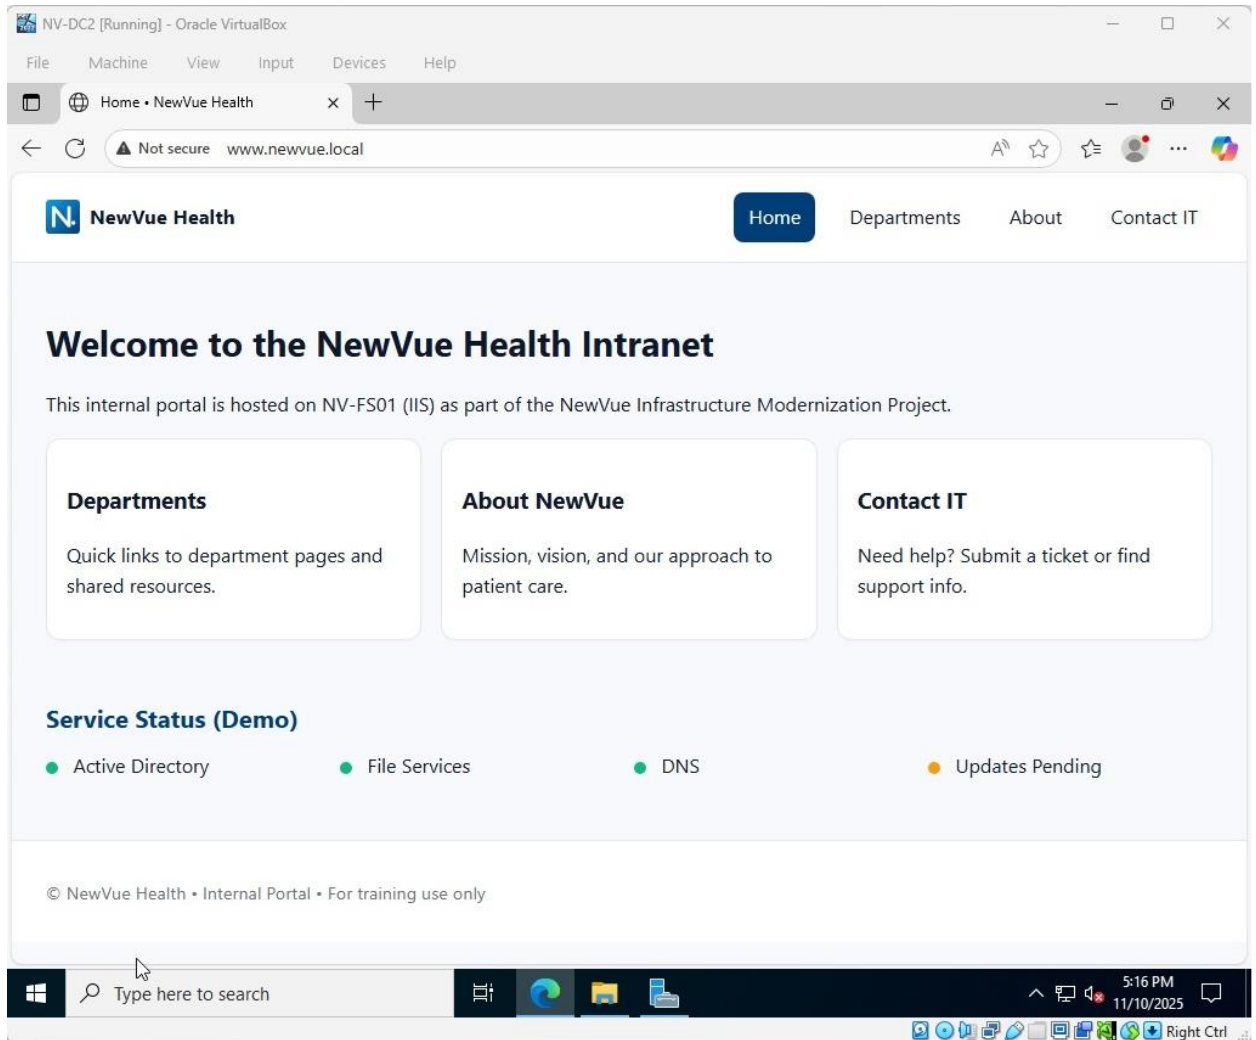 NV-DC2 [Running] - Oracle VirtualBox
File Machine View Input Devices Help
Home • NewVue Health
Not secure www.newvue.local
N. NewVue Health Home Departments About Contact IT
Welcome to the NewVue Health Intranet
This internal portal is hosted on NV-FS01 (IIS) as part of the NewVue Infrastructure Modernization Project.
Departments
Quick links to department pages and
shared resources.
About NewVue
Mission, vision, and our approach to
patient care.
Contact IT
Need help? Submit a ticket or find
support info.
Service Status (Demo)
Active Directory File Services DNS Updates Pending
© NewVue Health • Internal Portal • For training use only
Type here to search
5:16 PM
11/10/2025
Right Ctrl